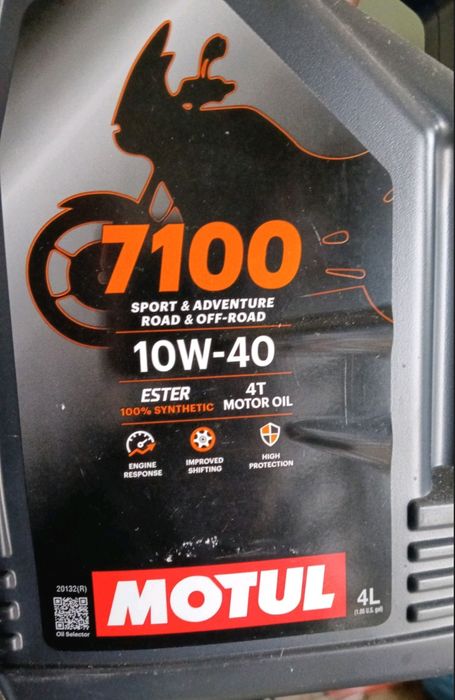 7100
SPORT & ADVENTURE
ROAD & OFF-ROAD
10W-40
ESTER
100% SYNTHETIC
4T
MOTOR OIL
ENGINE
RESPONSE
IMPROVED
SHIFTING
HIGH
PROTECTION
20132(R)
Oil Selector
MOTUL
4L